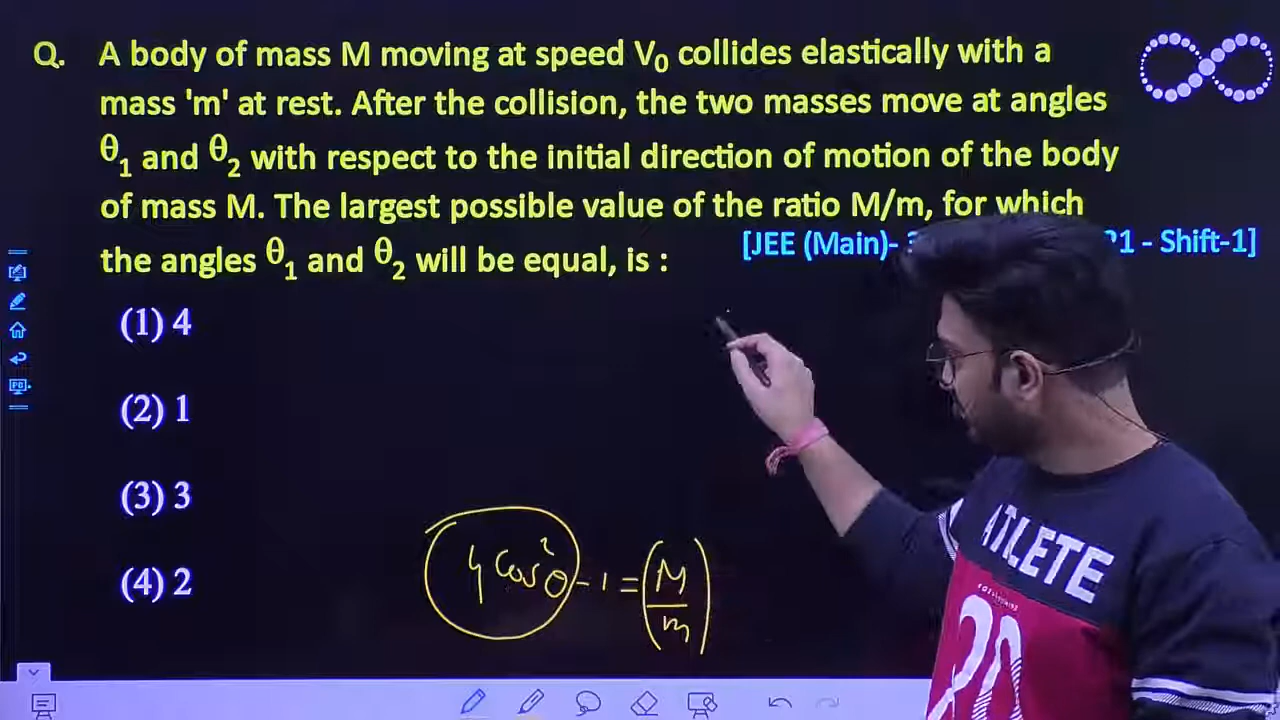 Q. A body of mass M moving at speed V₀ collides elastically with a
mass 'm' at rest. After the collision, the two masses move at angles
θ₁ and θ₂ with respect to the initial direction of motion of the body
of mass M. The largest possible value of the ratio M/m, for which
the angles θ₁ and θ₂ will be equal, is :
[JEE (Main)- 21 - Shift-1]
(1) 4
(2) 1
(3) 3
(4) 2
4 cos²θ - 1 = (M/m)
ATLETE
20